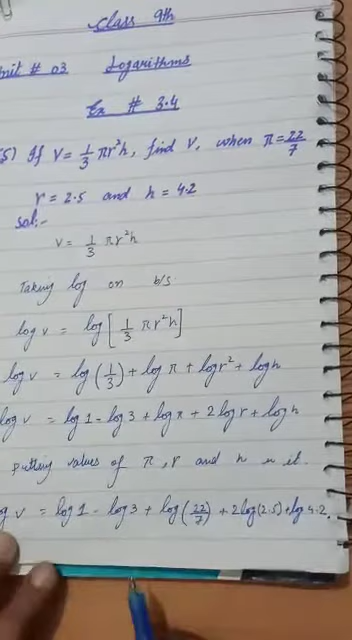 Class 9th
Unit # 03 Logarithms
Ex # 3.4
5) If V = 1/3 πr²h, find V, when π = 22/7
r = 2.5 and h = 4.2
Sol:-
V = 1/3 πr²h
Taking log on b/s
log V = log [1/3 πr²h]
log V = log(1/3) + log π + log r² + log h
log V = log 1 - log 3 + log π + 2 log r + log h
Putting values of π, r and h in it.
log V = log 1 - log 3 + log(22/7) + 2 log(2.5) + log 4.2